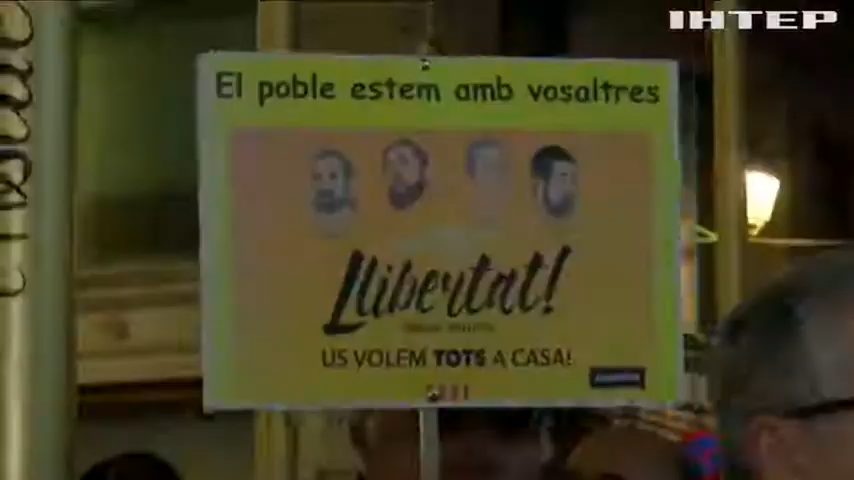 ІНТЕР
El poble estem amb vosaltres
Llibertat!
US VOLEM TOTS A CASA!